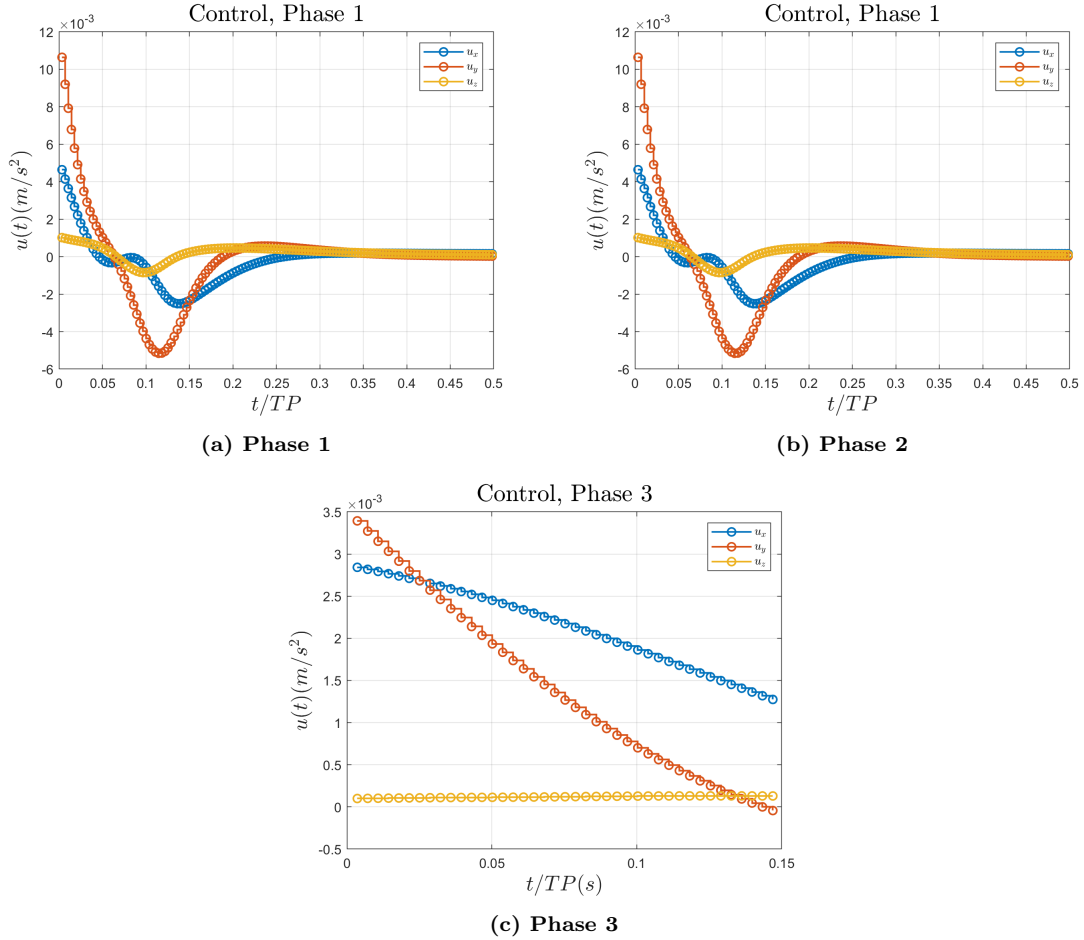 Control, Phase 1
×10⁻³
12
10
8
6
4
2
0
-2
-4
-6
u(t)(m/s²)
0 0.05 0.1 0.15 0.2 0.25 0.3 0.35 0.4 0.45 0.5
t/TP
u_x
u_y
u_z
(a) Phase 1
Control, Phase 1
×10⁻³
12
10
8
6
4
2
0
-2
-4
-6
u(t)(m/s²)
0 0.05 0.1 0.15 0.2 0.25 0.3 0.35 0.4 0.45 0.5
t/TP
u_x
u_y
u_z
(b) Phase 2
Control, Phase 3
×10⁻³
3.5
3
2.5
2
1.5
1
0.5
0
-0.5
u(t)(m/s²)
0 0.05 0.1 0.15
t/TP(s)
u_x
u_y
u_z
(c) Phase 3